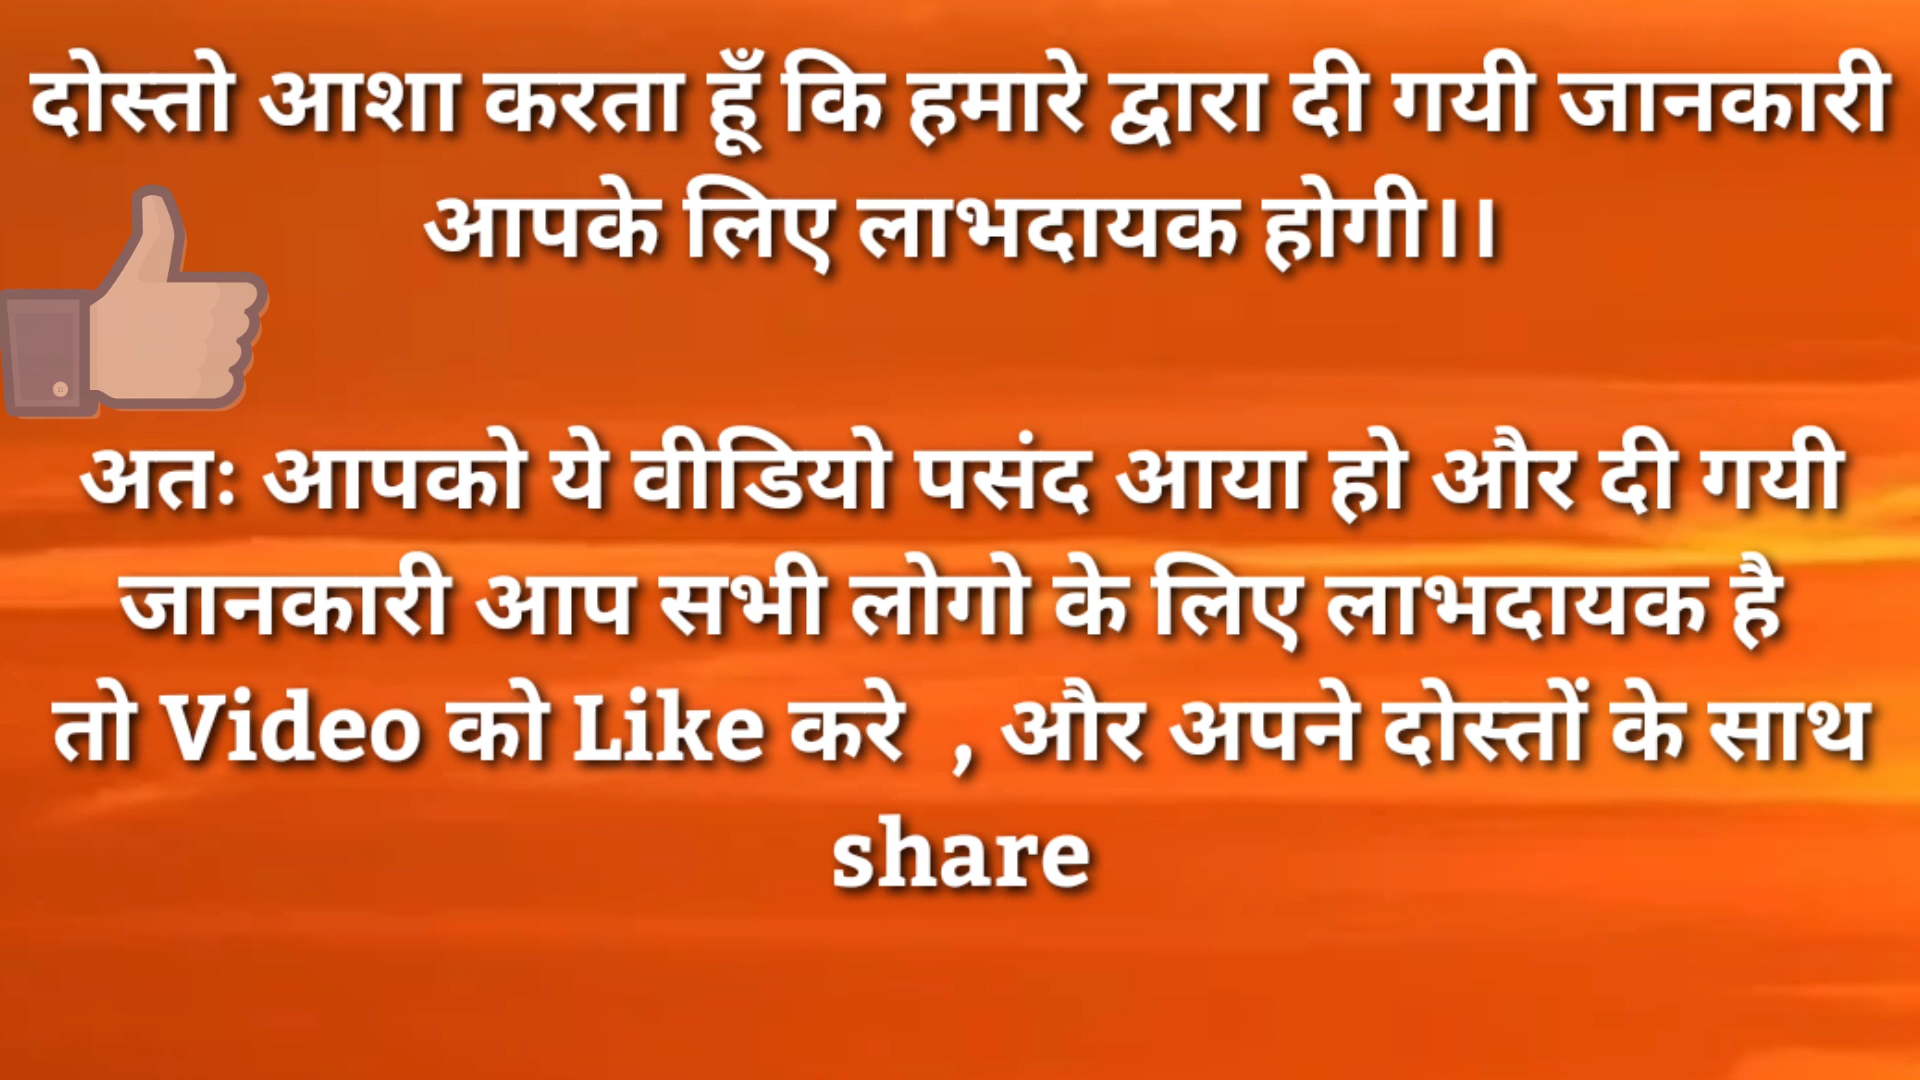 दोस्तो आशा करता हूँ कि हमारे द्वारा दी गयी जानकारी
आपके लिए लाभदायक होगी।।
अतः आपको ये वीडियो पसंद आया हो और दी गयी
जानकारी आप सभी लोगो के लिए लाभदायक है
तो Video को Like करे , और अपने दोस्तों के साथ
share